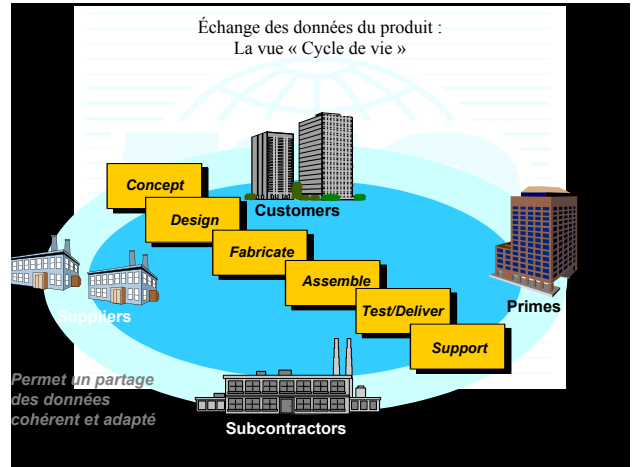 Échange des données du produit :
La vue « Cycle de vie »
Concept
Design
Customers
Fabricate
Assemble
Test/Deliver
Primes
Suppliers
Support
Permet un partage
des données
cohérent et adapté
Subcontractors